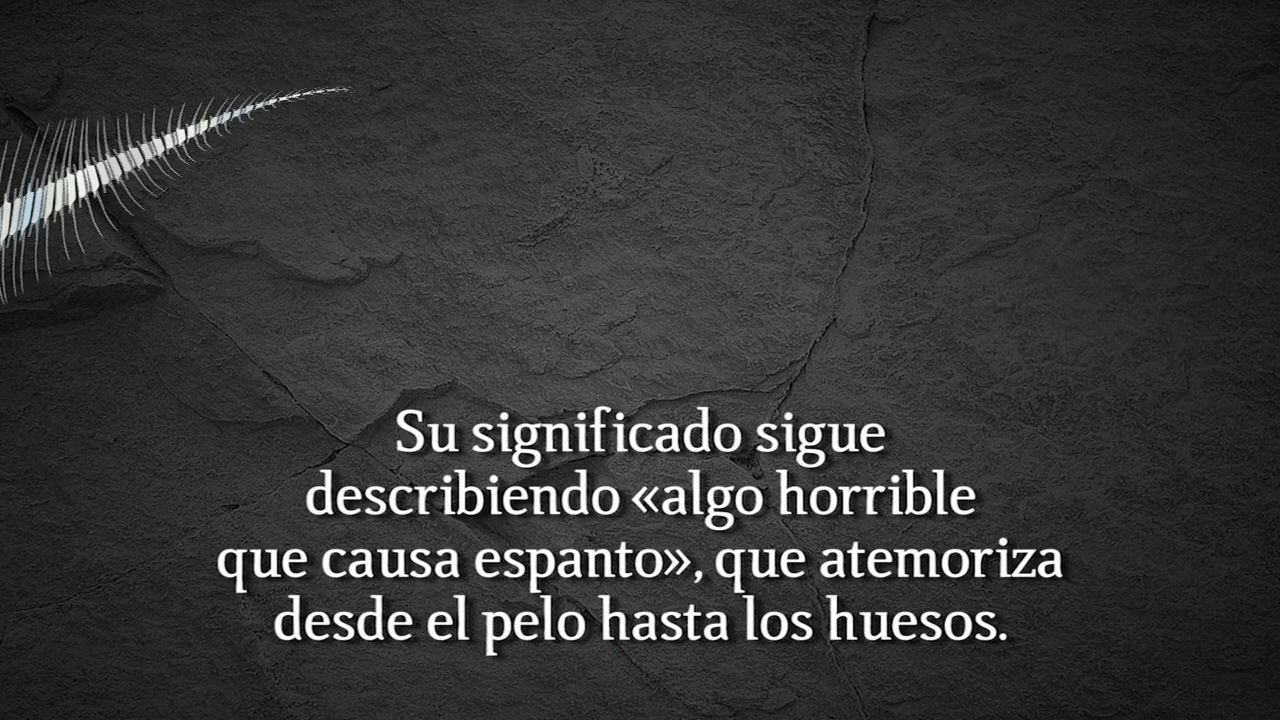 Su significado sigue
describiendo «algo horrible
que causa espanto», que atemoriza
desde el pelo hasta los huesos.